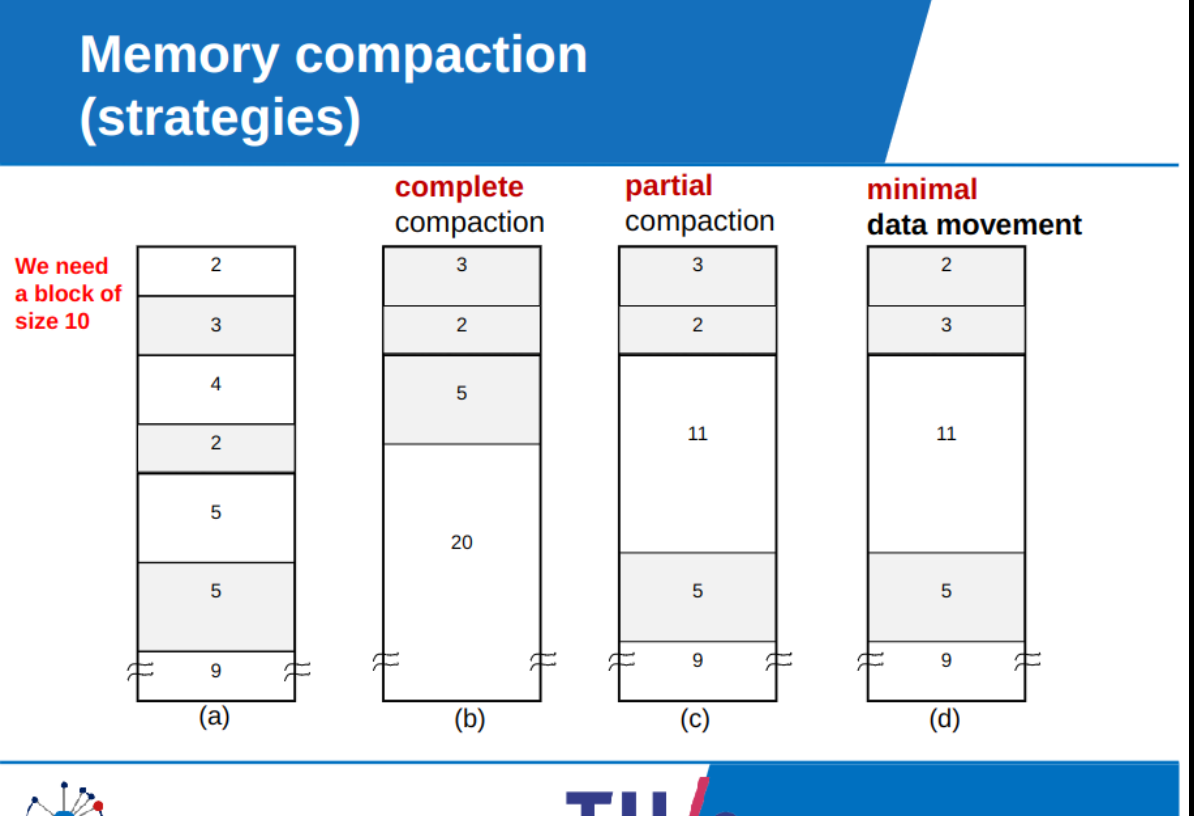 Memory compaction
(strategies)
complete
compaction
partial
compaction
minimal
data movement
We need
a block of
size 10
2
3
4
2
5
5
9
(a)
3
2
5
20
(b)
3
2
11
5
9
(c)
2
3
11
5
9
(d)